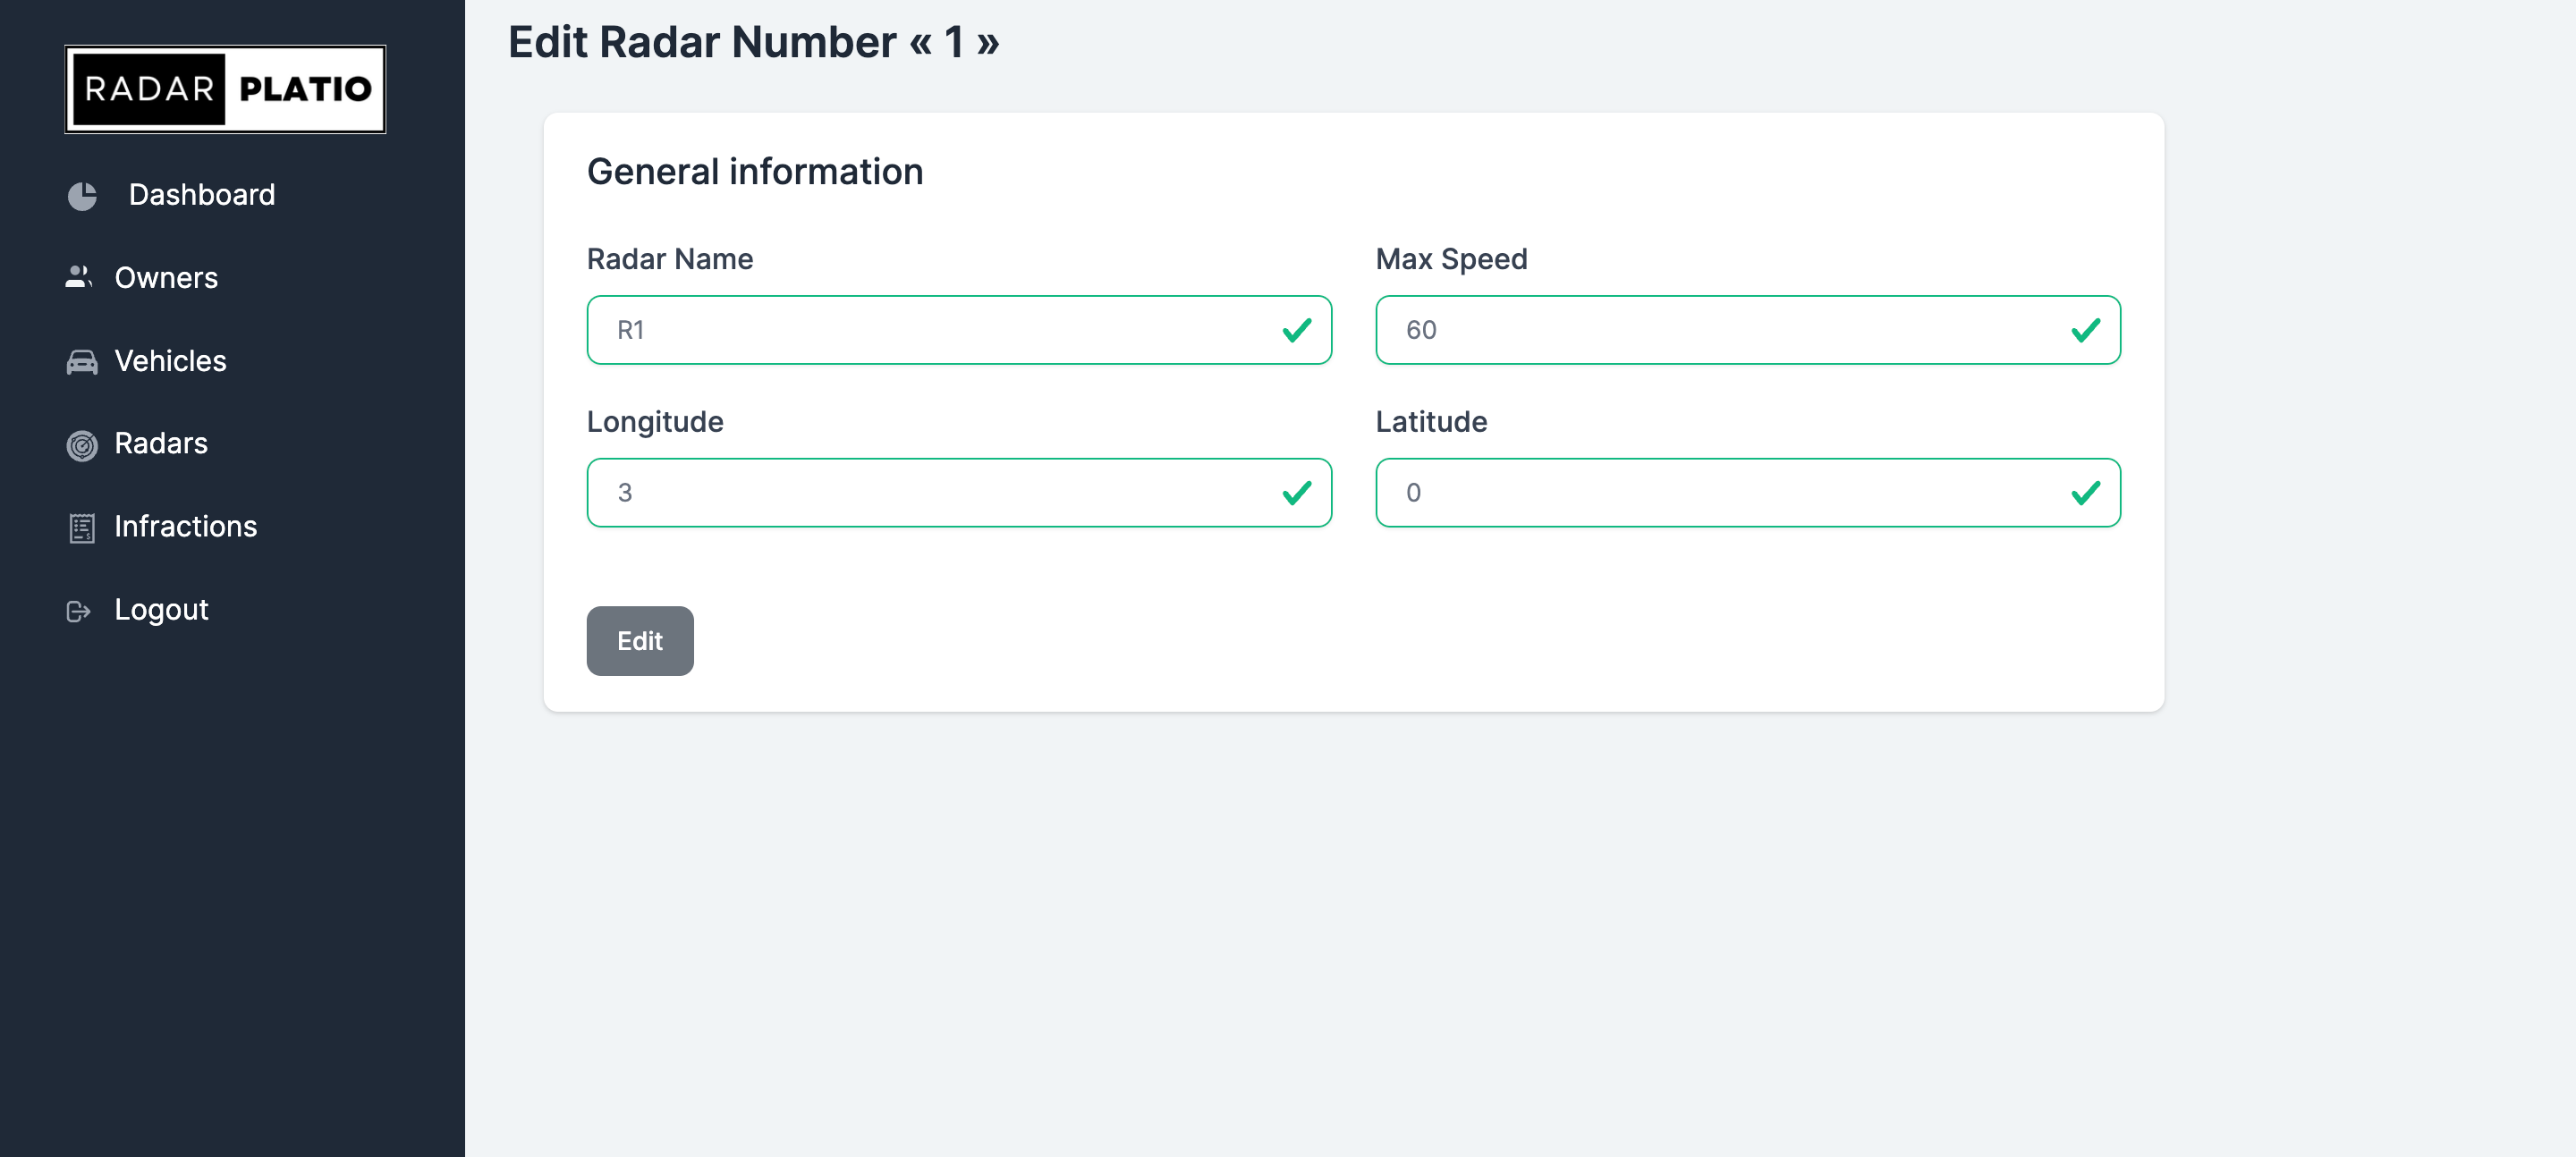 RADAR PLATIO
Dashboard
Owners
Vehicles
Radars
Infractions
Logout
Edit Radar Number « 1 »
General information
Radar Name
R1
Max Speed
60
Longitude
3
Latitude
0
Edit